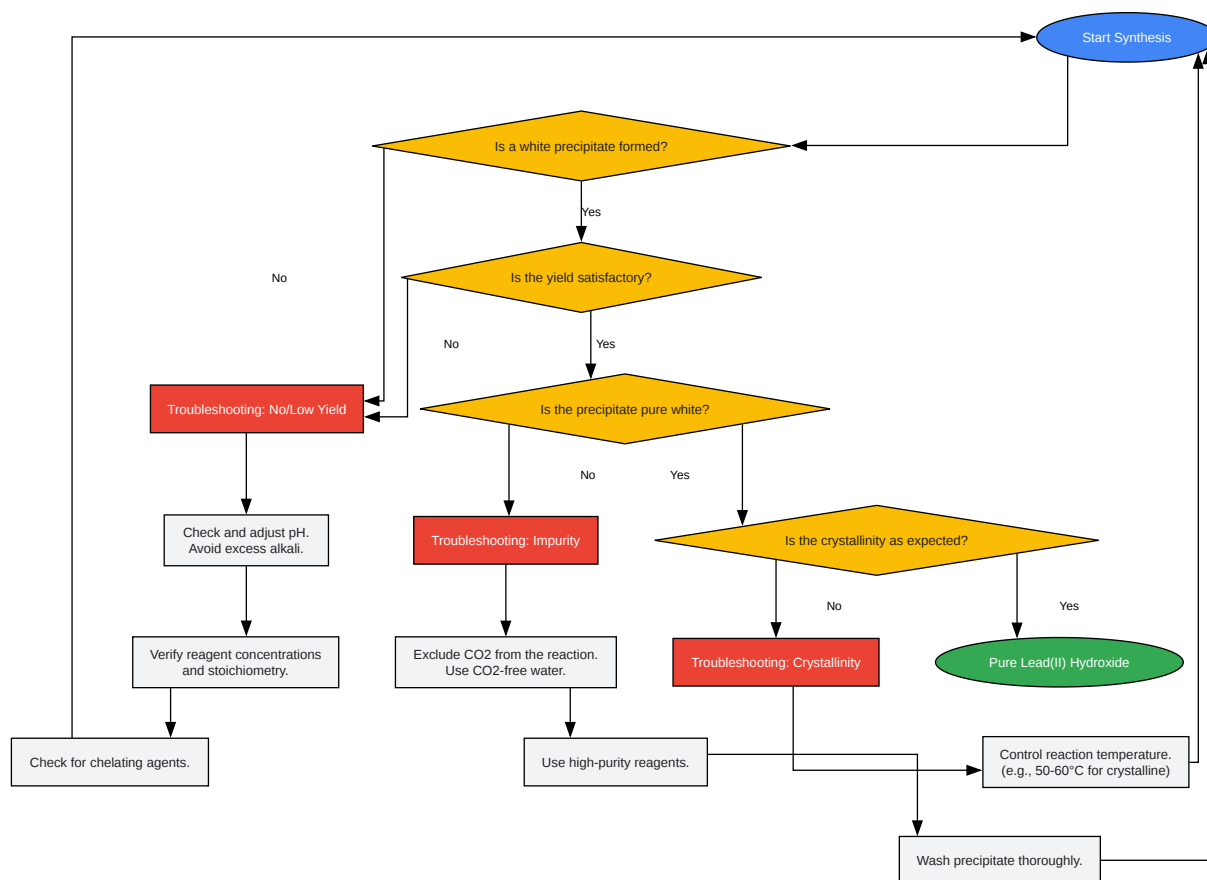 Start Synthesis
Is a white precipitate formed?
Yes
No
Is the yield satisfactory?
No
Yes
Troubleshooting: No/Low Yield
Is the precipitate pure white?
No
Yes
Check and adjust pH.
Avoid excess alkali.
Troubleshooting: Impurity
Is the crystallinity as expected?
No
Yes
Verify reagent concentrations
and stoichiometry.
Exclude CO2 from the reaction.
Use CO2-free water.
Troubleshooting: Crystallinity
Pure Lead(II) Hydroxide
Check for chelating agents.
Use high-purity reagents.
Control reaction temperature.
(e.g., 50-60°C for crystalline)
Wash precipitate thoroughly.